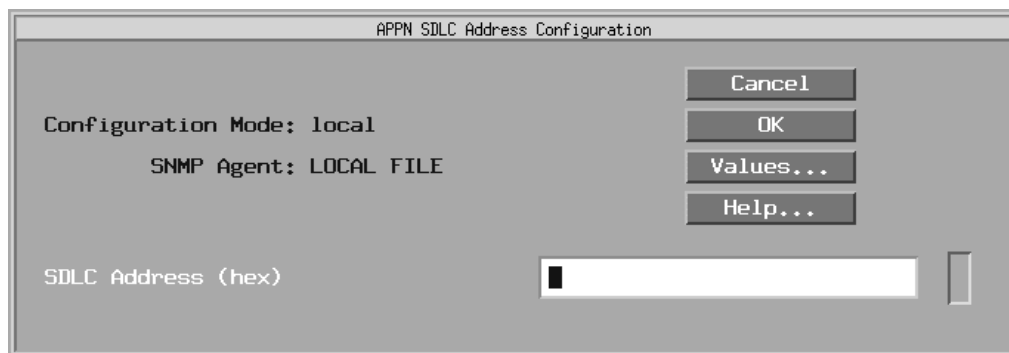 APPN SDLC Address Configuration
Cancel
Configuration Mode: local
OK
SNMP Agent: LOCAL FILE
Values...
Help...
SDLC Address (hex)